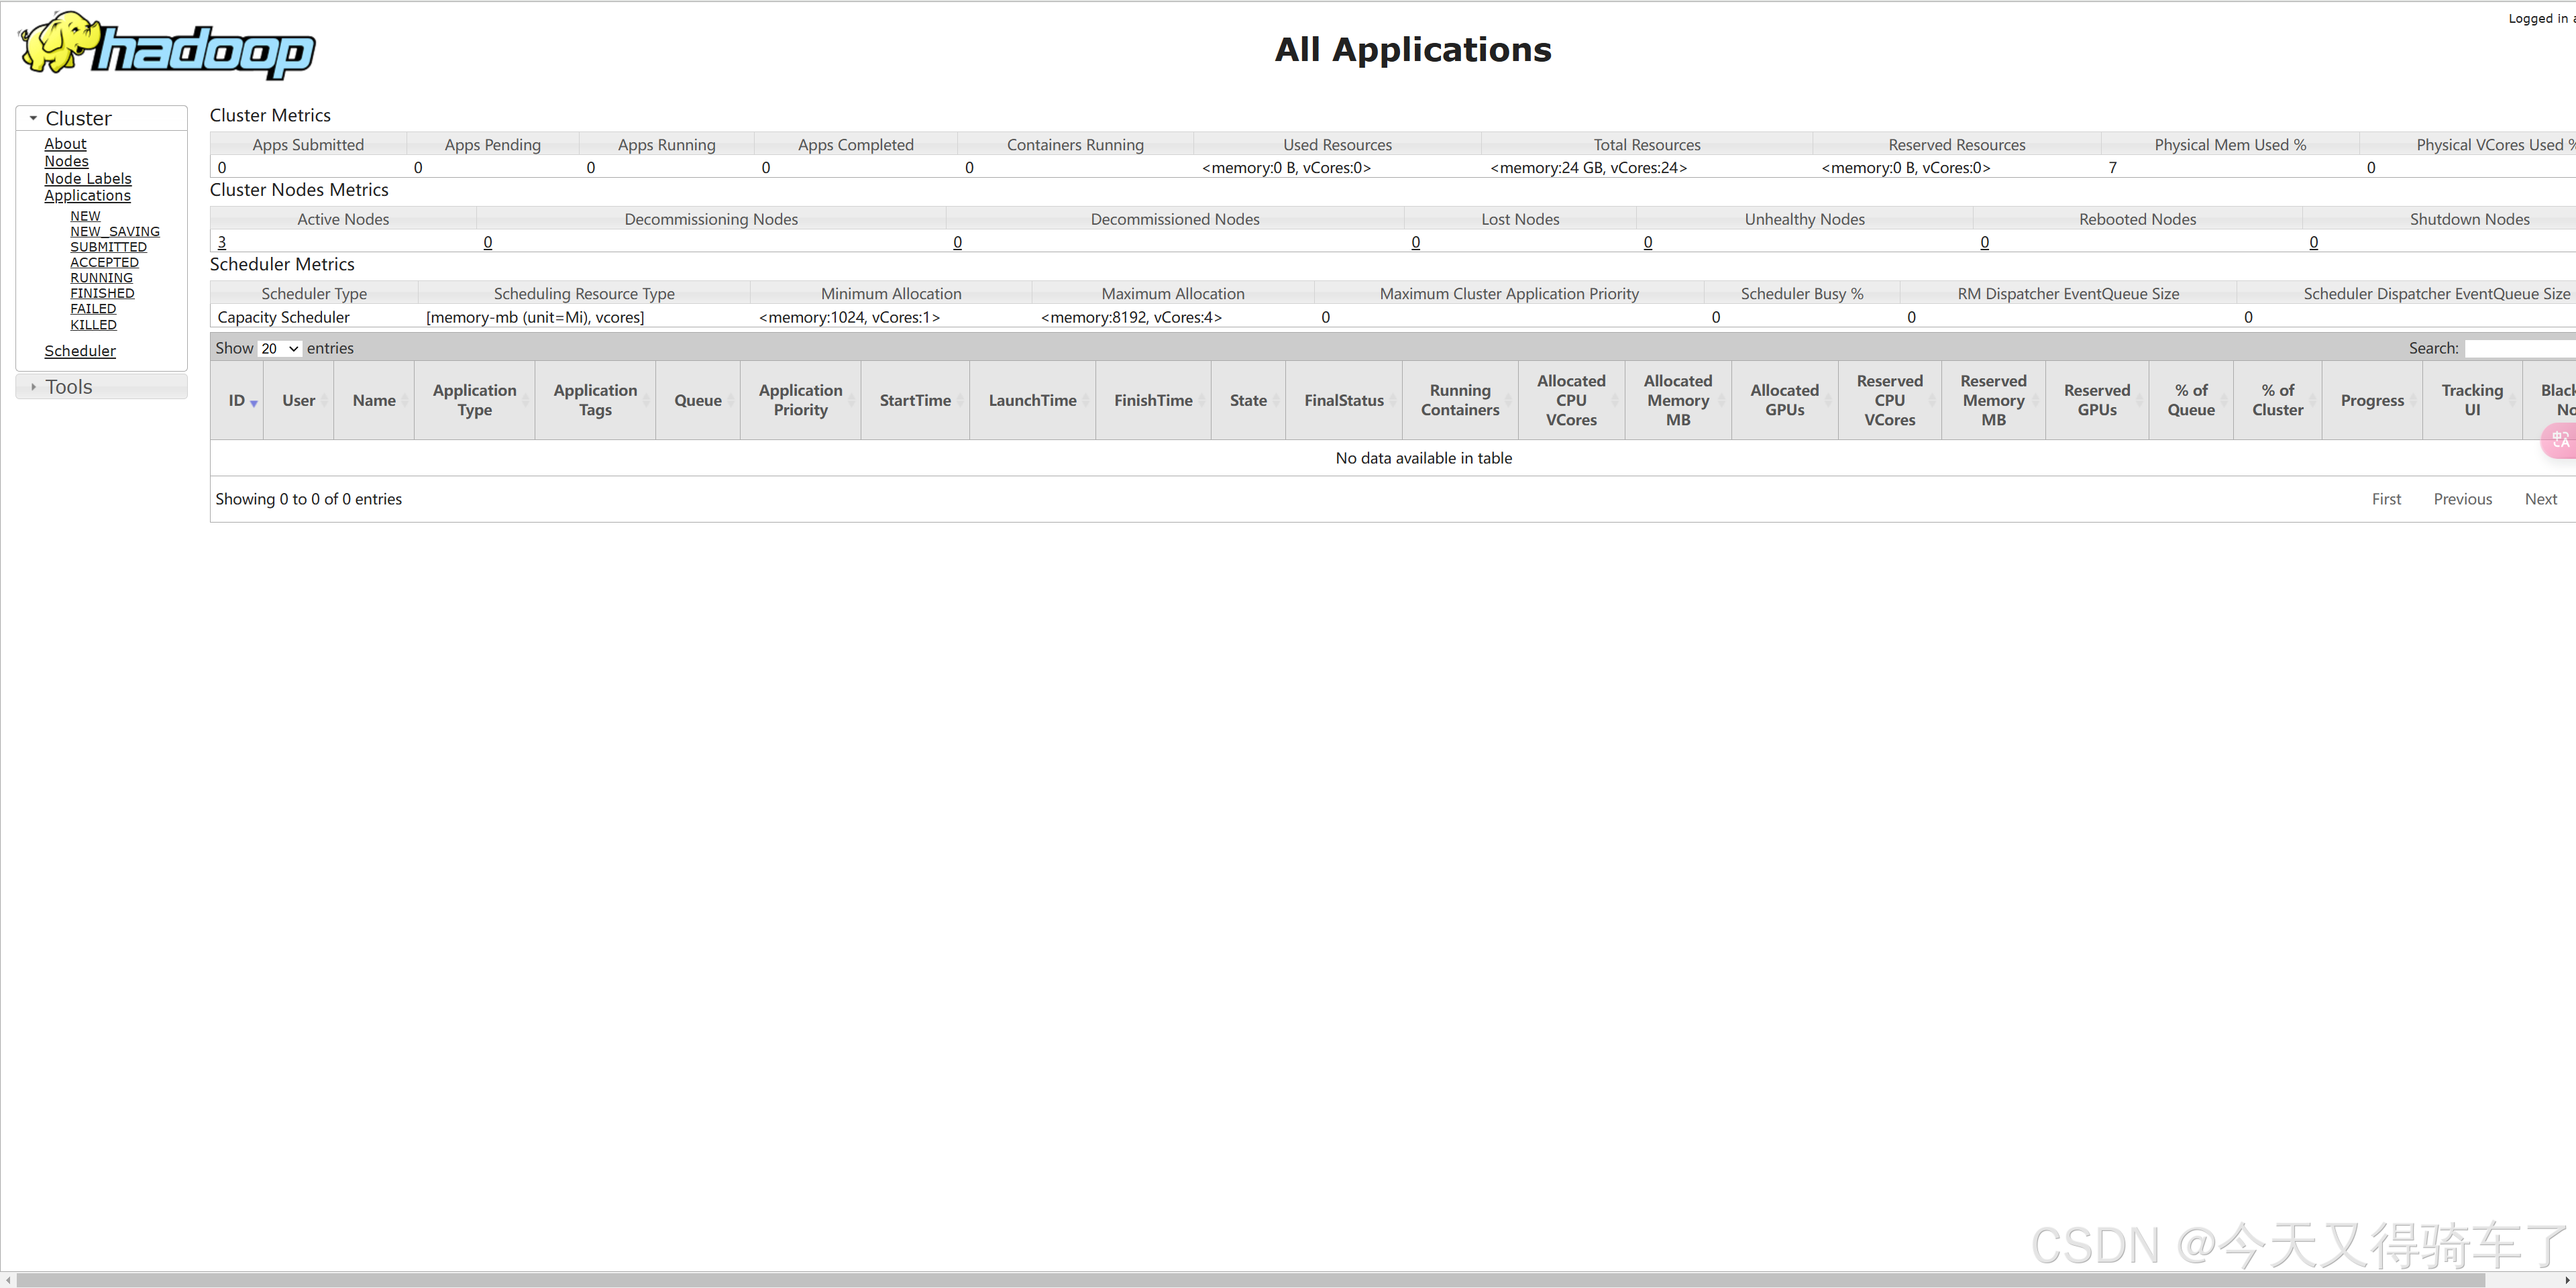 hadoop
All Applications
Logged in
Cluster
About
Nodes
Node Labels
Applications
NEW
NEW_SAVING
SUBMITTED
ACCEPTED
RUNNING
FINISHED
FAILED
KILLED
Scheduler
Tools
Cluster Metrics
Apps Submitted Apps Pending Apps Running Apps Completed Containers Running Used Resources Total Resources Reserved Resources Physical Mem Used % Physical VCores Used %
0 0 0 0 0 <memory:0 B, vCores:0> <memory:24 GB, vCores:24> <memory:0 B, vCores:0> 7 0
Cluster Nodes Metrics
Active Nodes Decommissioning Nodes Decommissioned Nodes Lost Nodes Unhealthy Nodes Rebooted Nodes Shutdown Nodes
3 0 0 0 0 0 0
Scheduler Metrics
Scheduler Type Scheduling Resource Type Minimum Allocation Maximum Allocation Maximum Cluster Application Priority Scheduler Busy % RM Dispatcher EventQueue Size Scheduler Dispatcher EventQueue Size
Capacity Scheduler [memory-mb (unit=Mi), vcores] <memory:1024, vCores:1> <memory:8192, vCores:4> 0 0 0 0
Show 20 entries Search:
ID User Name Application Type Application Tags Queue Application Priority StartTime LaunchTime FinishTime State FinalStatus Running Containers Allocated CPU VCores Allocated Memory MB Allocated GPUs Reserved CPU VCores Reserved Memory MB Reserved GPUs % of Queue % of Cluster Progress Tracking UI
No data available in table
Showing 0 to 0 of 0 entries First Previous Next
CSDN @今天又得骑车了